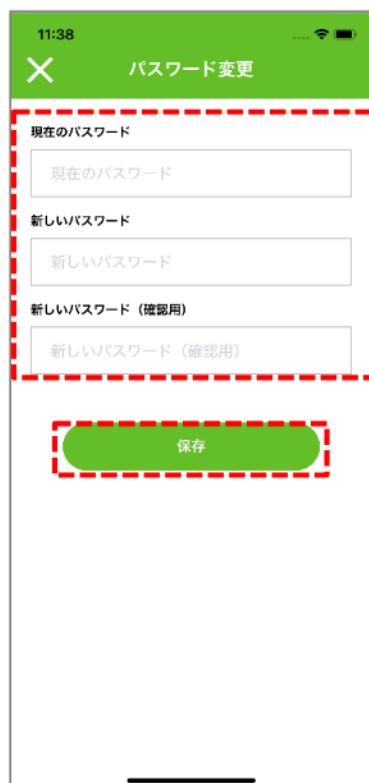 11:38
パスワード変更
現在のパスワード
現在のパスワード
新しいパスワード
新しいパスワード
新しいパスワード（確認用）
新しいパスワード（確認用）
保存